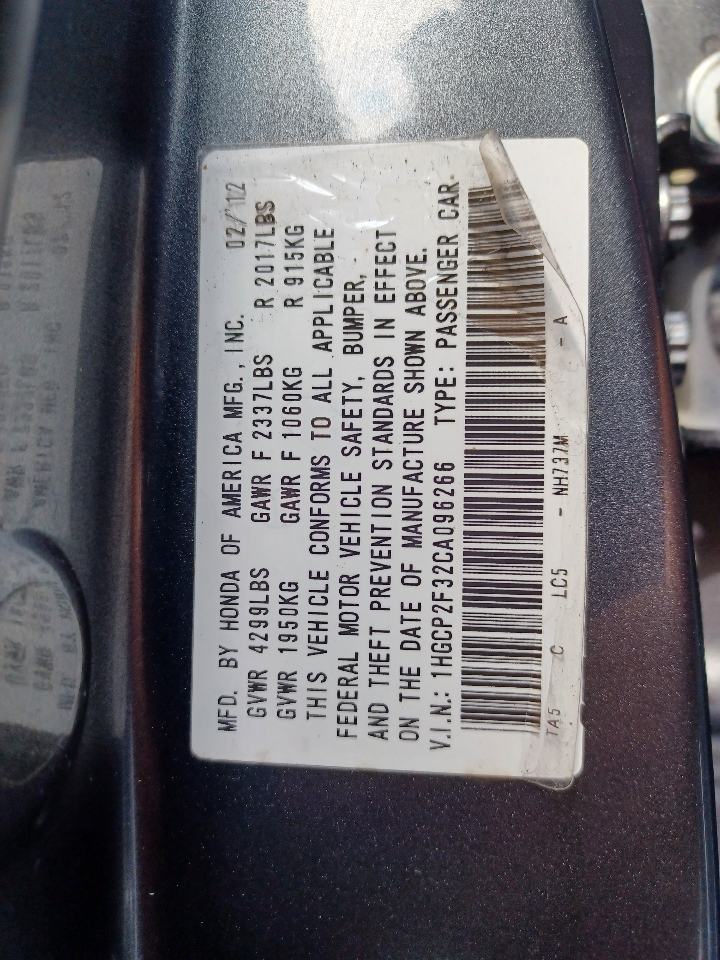 MFD. BY HONDA OF AMERICA MFG., INC. 02/12
GVWR 4299LBS GAWR F 2337LBS R 2017LBS
GVWR 1950KG GAWR F 1060KG R 915KG
THIS VEHICLE CONFORMS TO ALL APPLICABLE
FEDERAL MOTOR VEHICLE SAFETY, BUMPER,
AND THEFT PREVENTION STANDARDS IN EFFECT
ON THE DATE OF MANUFACTURE SHOWN ABOVE.
V.I.N.: 1HGCP2F32CA096266 TYPE: PASSENGER CAR
TA5 C LC5 - NH737M - A